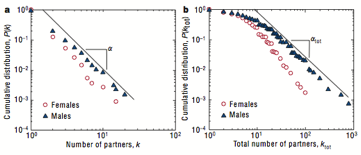 a
b
Cumulative distribution, P(k)
10⁰
10⁻¹
10⁻²
10⁻³
10⁻⁴
α
Females
Males
10⁰
10¹
10²
Number of partners, k
Cumulative distribution, P(kₜₒₜ)
10⁰
10⁻¹
10⁻²
10⁻³
αₜₒₜ
Females
Males
10⁰
10¹
10²
10³
Total number of partners, kₜₒₜ